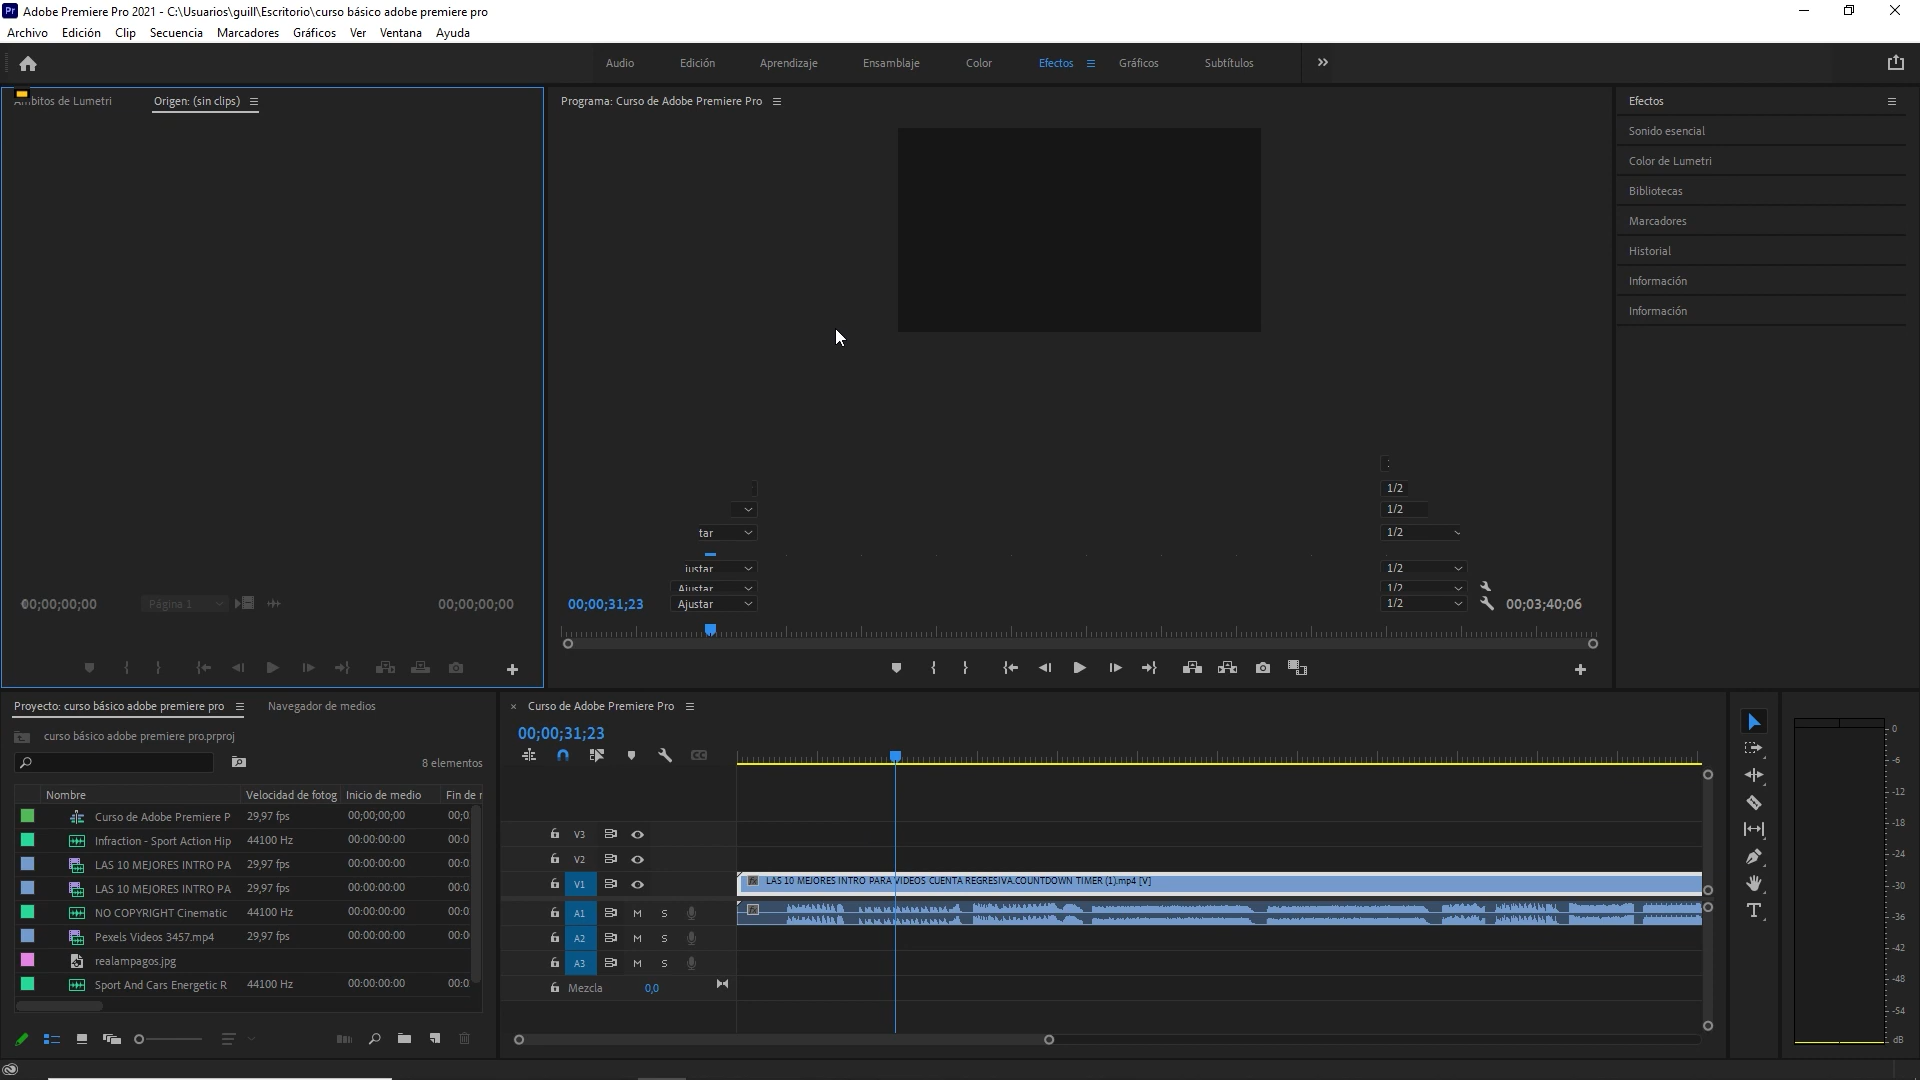 Adobe Premiere Pro 2021 - C:\Usuarios\guill\Escritorio\curso básico adobe premiere pro
Archivo Edición Clip Secuencia Marcadores Gráficos Ver Ventana Ayuda
Audio Edición Aprendizaje Ensamblaje Color Efectos Gráficos Subtítulos
bitos de Lumetri Origen: (sin clips)
Programa: Curso de Adobe Premiere Pro
Efectos
Sonido esencial
Color de Lumetri
Bibliotecas
Marcadores
Historial
Información
Información
1/2
1/2
tar 1/2
justar 1/2
Ajustar 1/2
00;00;00;00 Página 1 00;00;00;00
00;00;31;23 Ajustar 1/2 00;03;40;06
Proyecto: curso básico adobe premiere pro Navegador de medios
curso básico adobe premiere pro.prproj
8 elementos
Nombre Velocidad de fotog Inicio de medio Fin de
Curso de Adobe Premiere P 29,97 fps 00;00;00;00 00;0
Infraction - Sport Action Hip 44100 Hz 00:00:00:00 00:0
LAS 10 MEJORES INTRO PA 29,97 fps 00:00:00:00 00:0
LAS 10 MEJORES INTRO PA 29,97 fps 00:00:00:00 00:0
NO COPYRIGHT Cinematic 44100 Hz 00:00:00:00 00:0
Pexels Videos 3457.mp4 29,97 fps 00:00:00:00 00:0
realampagos.jpg
Sport And Cars Energetic R 44100 Hz 00:00:00:00 00:0
Curso de Adobe Premiere Pro
00;00;31;23
V3
V2
V1
fx LAS 10 MEJORES INTRO PARA VIDEOS CUENTA REGRESIVA.COUNTDOWN TIMER (1).mp4 [V]
A1 M S
fx
A2 M S
A3 M S
Mezcla 0,0
0
-6
-12
-18
-24
-30
-36
-42
-48
-54
dB